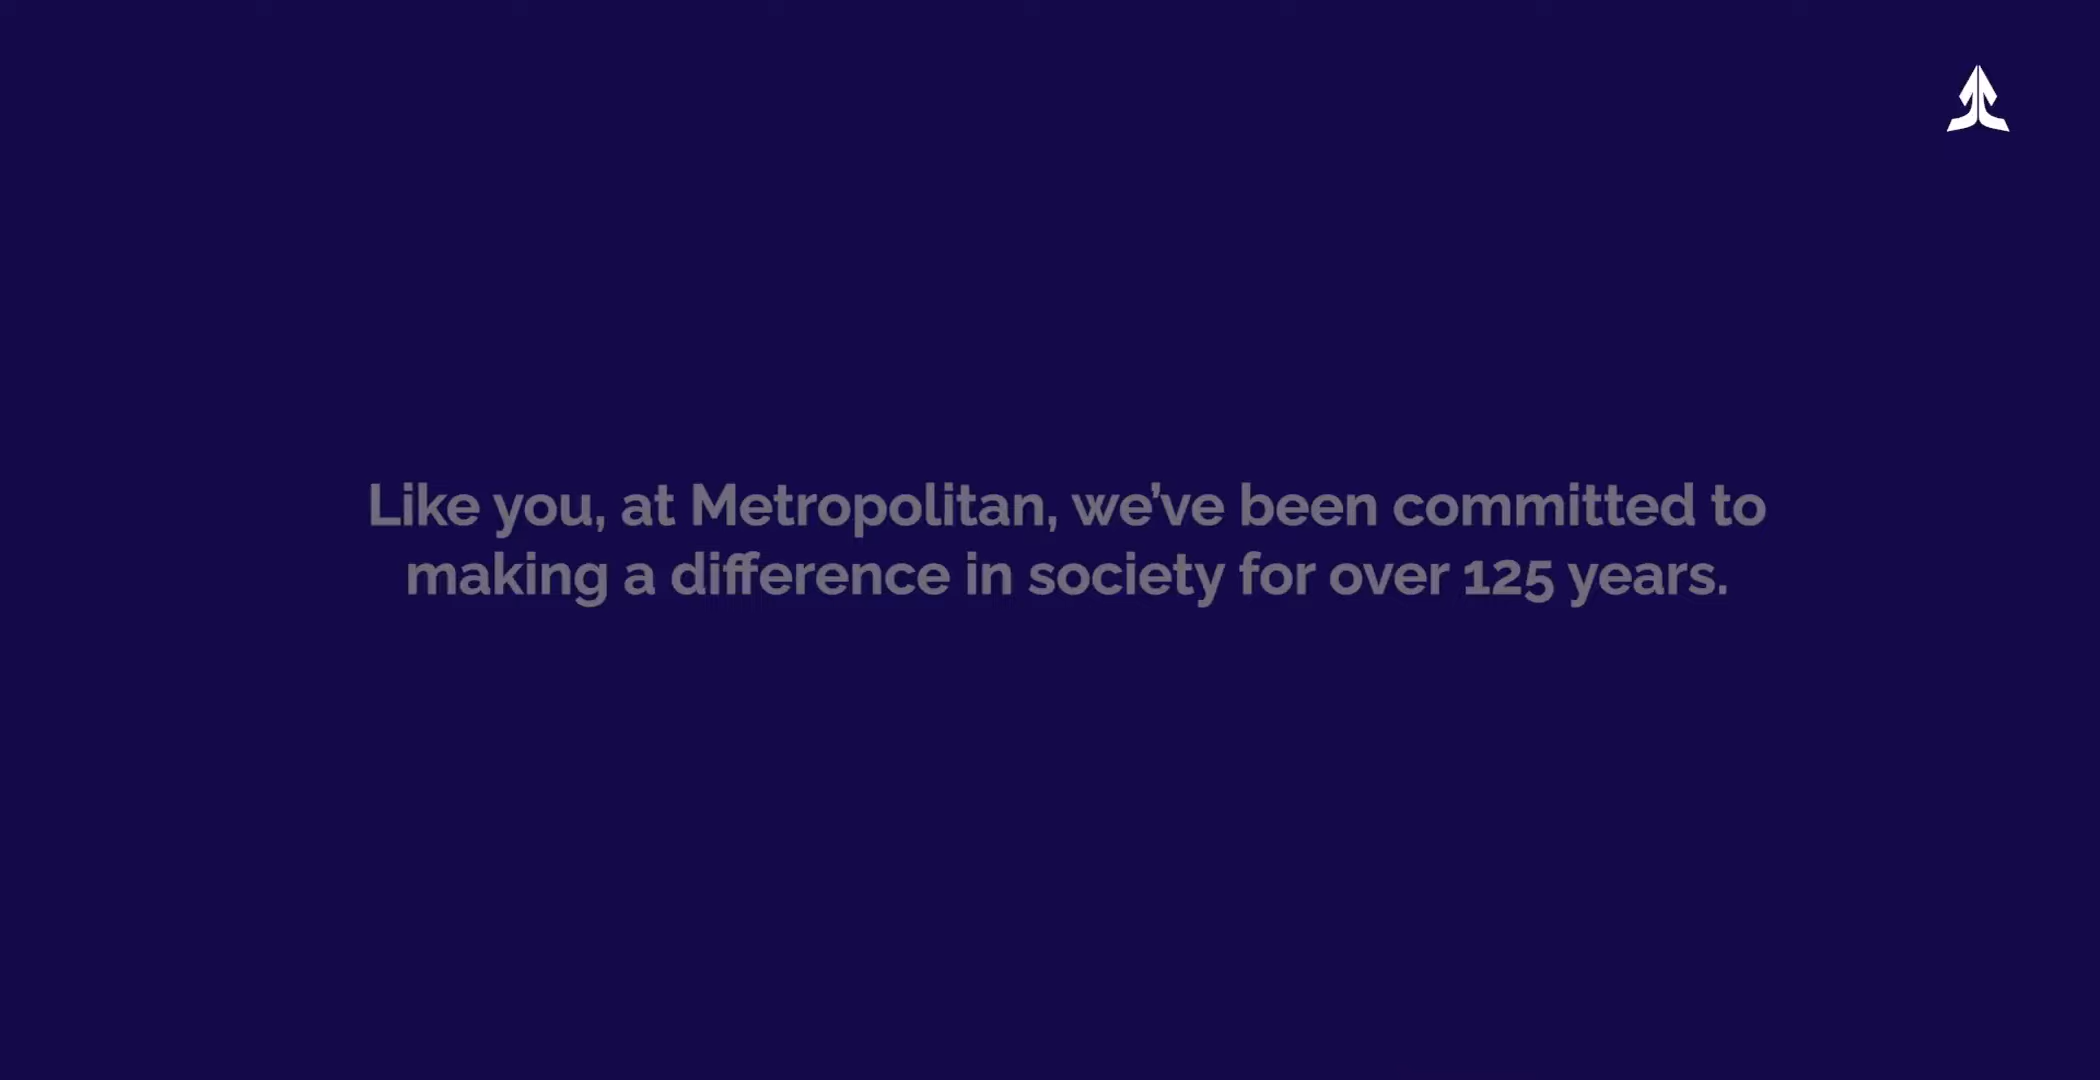 Like you, at Metropolitan, we’ve been committed to
making a difference in society for over 125 years.